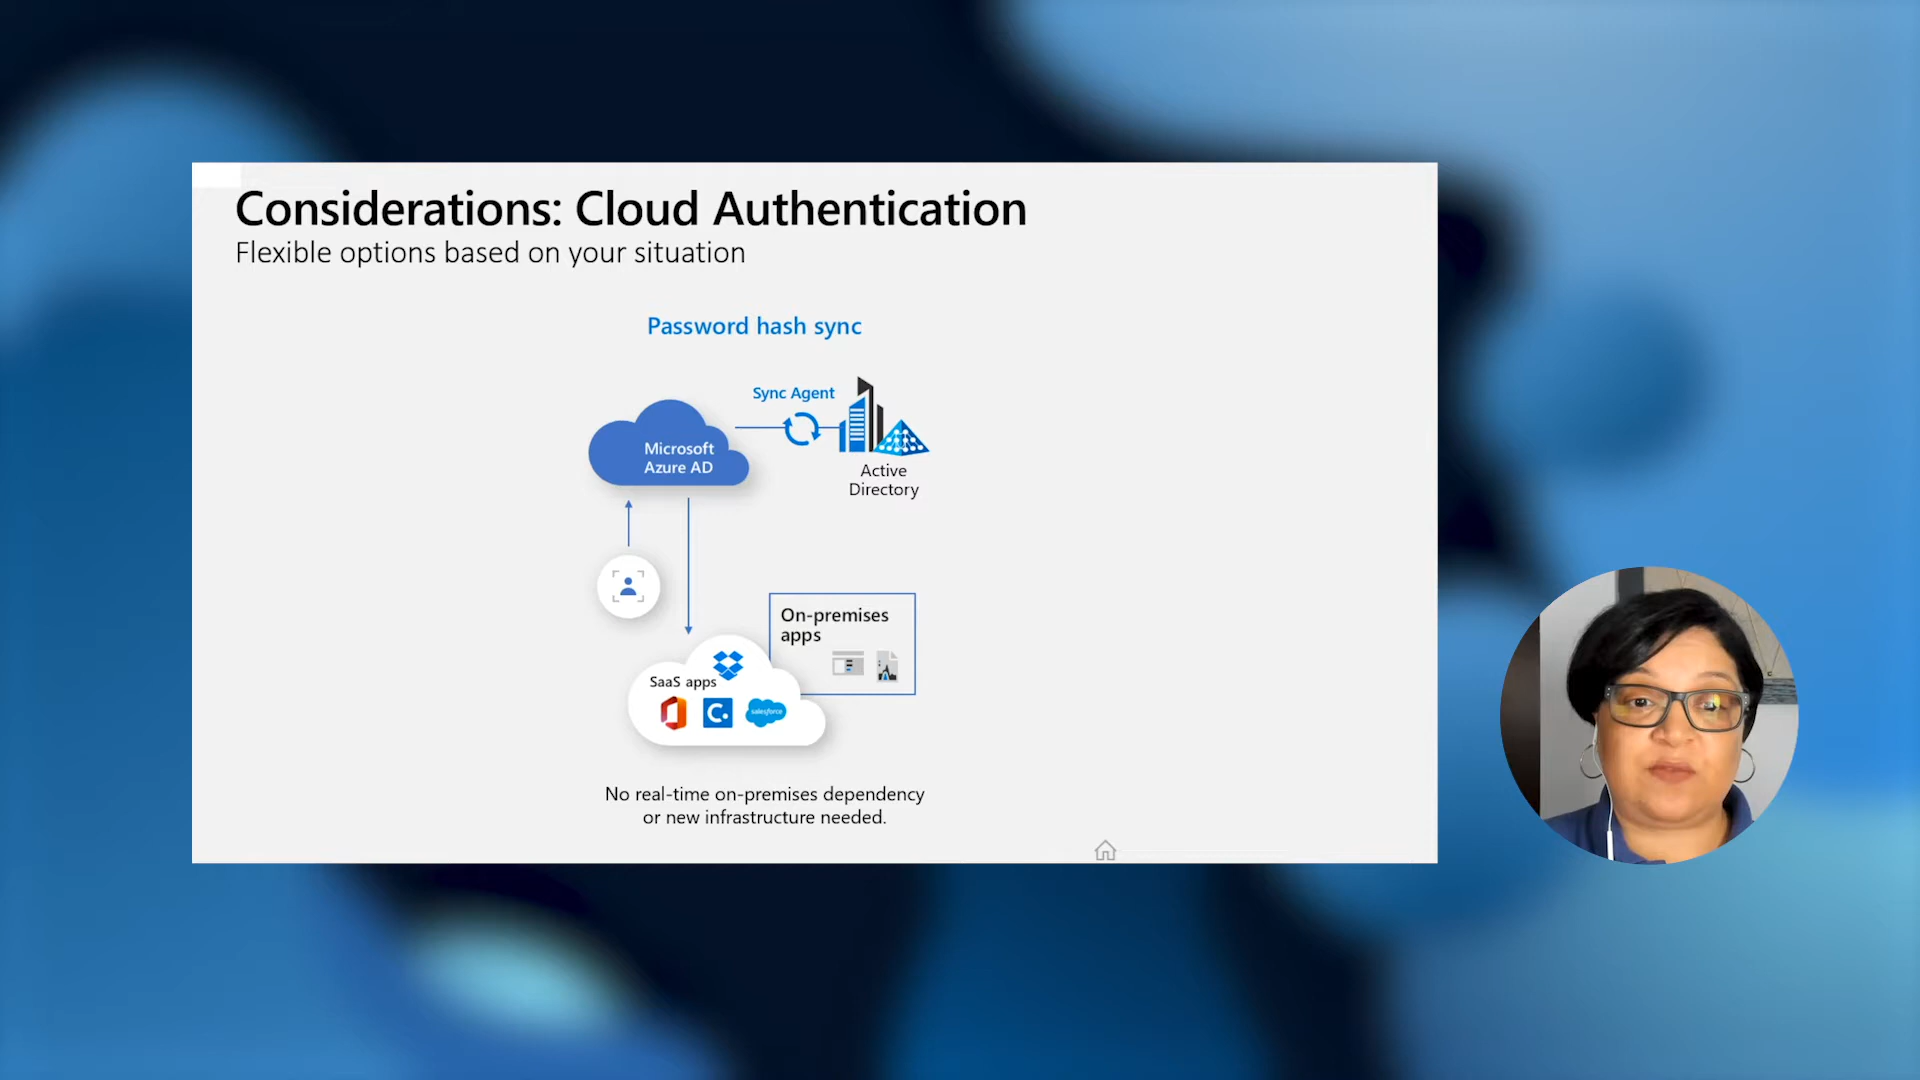 Considerations: Cloud Authentication
Flexible options based on your situation
Password hash sync
Sync Agent
Microsoft
Azure AD
Active
Directory
On-premises
apps
SaaS apps
C.
salesforce
No real-time on-premises dependency
or new infrastructure needed.